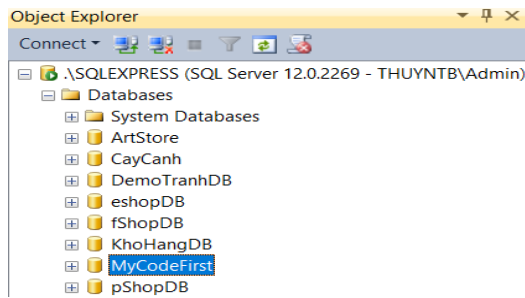 Object Explorer
Connect
.\SQLEXPRESS (SQL Server 12.0.2269 - THUYNTB\Admin)
Databases
System Databases
ArtStore
CayCanh
DemoTranhDB
eshopDB
fShopDB
KhoHangDB
MyCodeFirst
pShopDB